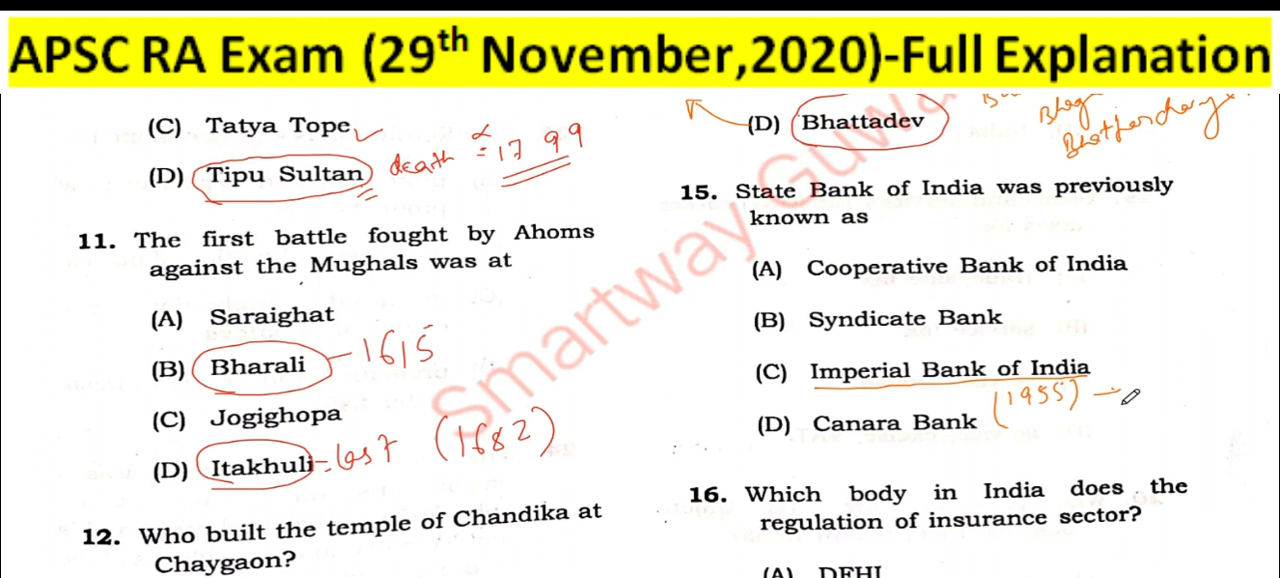 APSC RA Exam (29th November,2020)-Full Explanation
(C) Tatya Tope
(D) Tipu Sultan death = 1799
11. The first battle fought by Ahoms
against the Mughals was at
(A) Saraighat
(B) Bharali - 1615
(C) Jogighopa
(D) Itakhuli = last (1682)
12. Who built the temple of Chandika at
Chaygaon?
(D) Bhattadev
15. State Bank of India was previously
known as
(A) Cooperative Bank of India
(B) Syndicate Bank
(C) Imperial Bank of India
(D) Canara Bank (1955)
16. Which body in India does the
regulation of insurance sector?
(A) DFHI
Smartway Guwa